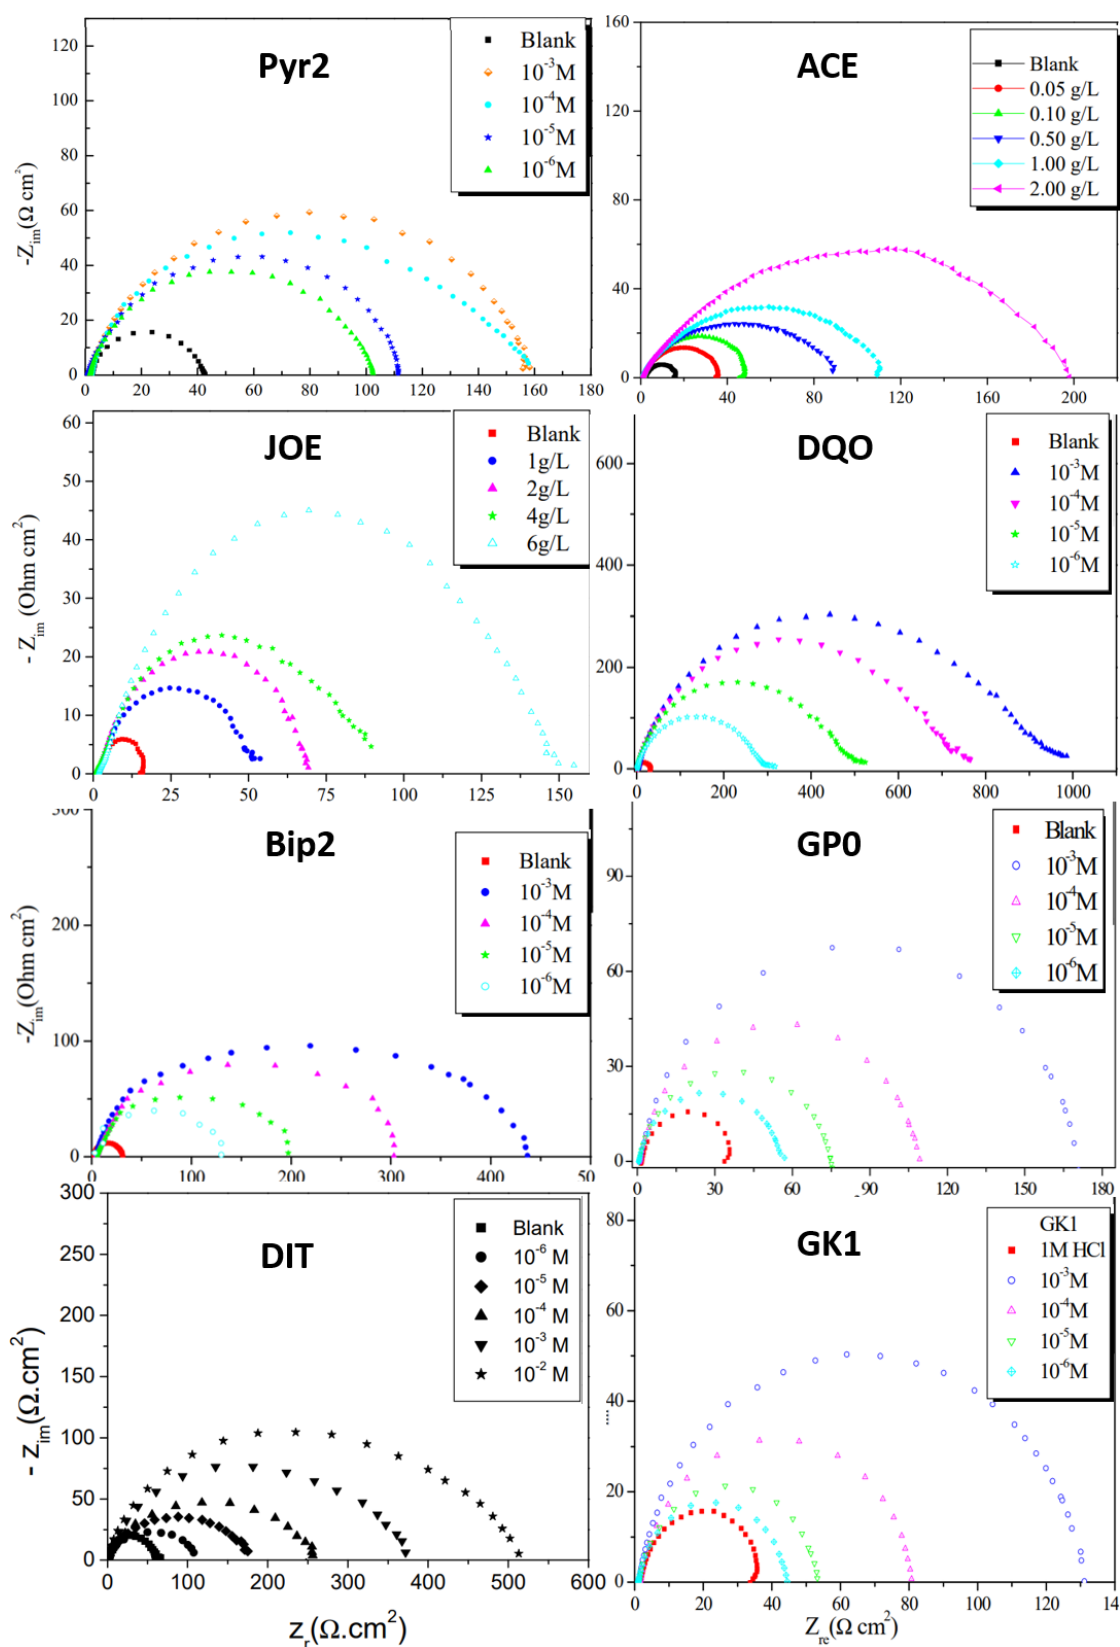 Pyr2
-Z_im(Ω cm²)
120
100
80
60
40
20
0
0 20 40 60 80 100 120 140 160 180
Blank
10⁻³M
10⁻⁴M
10⁻⁵M
10⁻⁶M
ACE
160
120
80
40
0
0 40 80 120 160 200
Blank
0.05 g/L
0.10 g/L
0.50 g/L
1.00 g/L
2.00 g/L
JOE
- Z_im (Ohm cm²)
60
55
50
45
40
35
30
25
20
15
10
5
0
0 25 50 75 100 125 150
Blank
1g/L
2g/L
4g/L
6g/L
DQO
600
400
200
0
0 200 400 600 800 1000
Blank
10⁻³M
10⁻⁴M
10⁻⁵M
10⁻⁶M
Bip2
-Z_im(Ohm cm²)
300
200
100
0
0 100 200 300 400 50
Blank
10⁻³M
10⁻⁴M
10⁻⁵M
10⁻⁶M
GP0
90
60
30
0
0 30 60 90 120 150 180
Blank
10⁻³M
10⁻⁴M
10⁻⁵M
10⁻⁶M
DIT
- Z_im(Ω.cm²)
300
250
200
150
100
50
0
0 100 200 300 400 500 600
z_r(Ω.cm²)
Blank
10⁻⁶ M
10⁻⁵ M
10⁻⁴ M
10⁻³ M
10⁻² M
GK1
80
60
40
20
0
0 20 40 60 80 100 120 14
Z_re(Ω cm²)
GK1
1M HCl
10⁻³M
10⁻⁴M
10⁻⁵M
10⁻⁶M